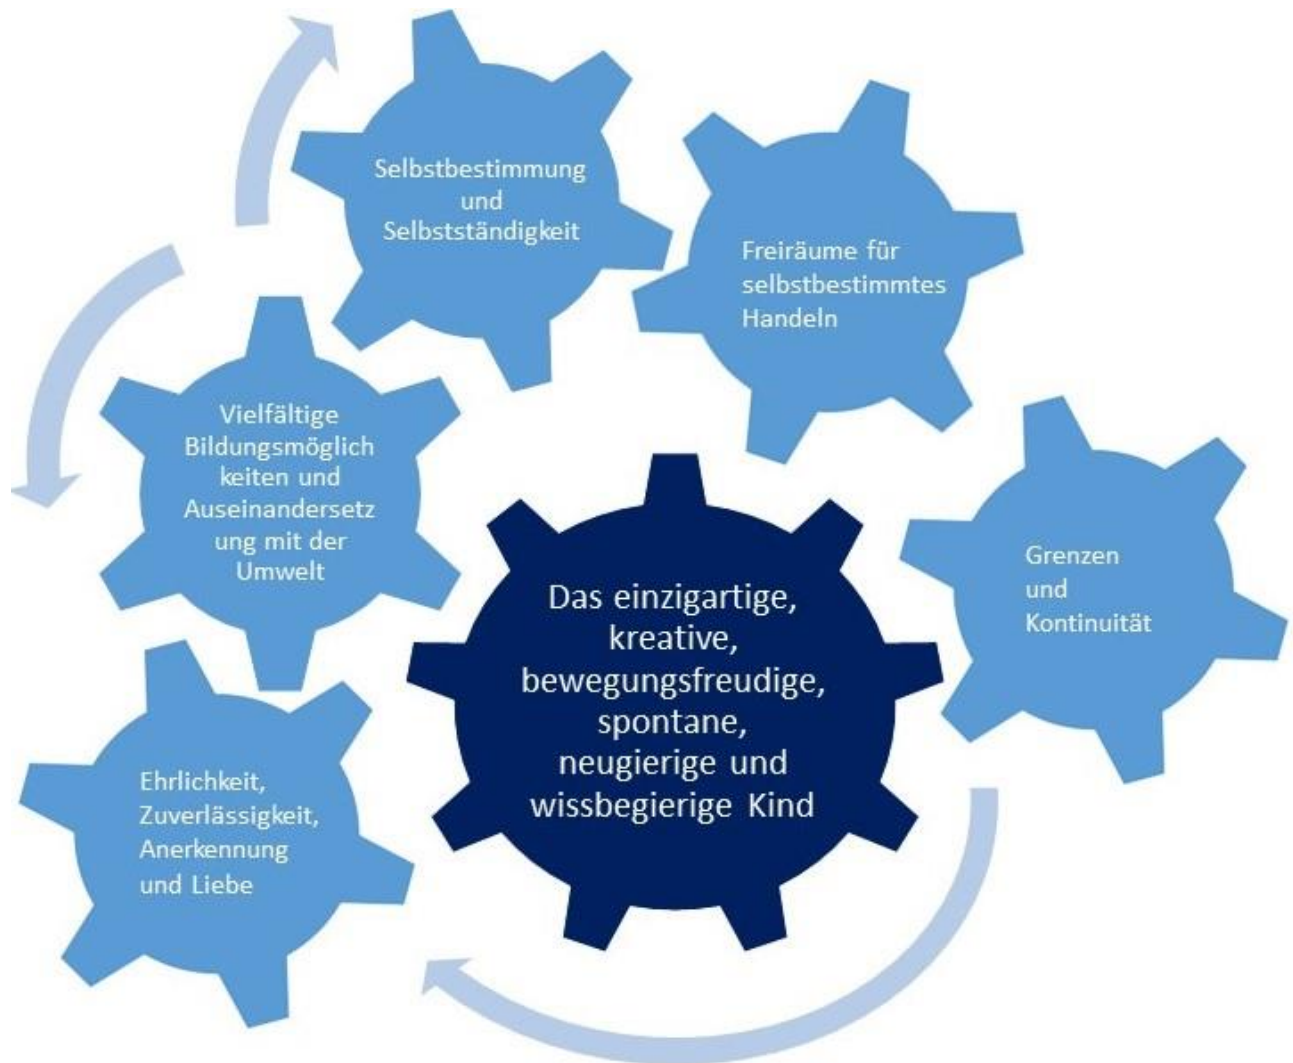 Selbstbestimmung
und
Selbstständigkeit
Freiräume für
selbstbestimmtes
Handeln
Vielfältige
Bildungsmöglich
keiten und
Auseinandersetz
ung mit der
Umwelt
Das einzigartige,
kreative,
bewegungsfreudige,
spontane,
neugierige und
wissbegierige Kind
Grenzen
und
Kontinuität
Ehrlichkeit,
Zuverlässigkeit,
Anerkennung
und Liebe